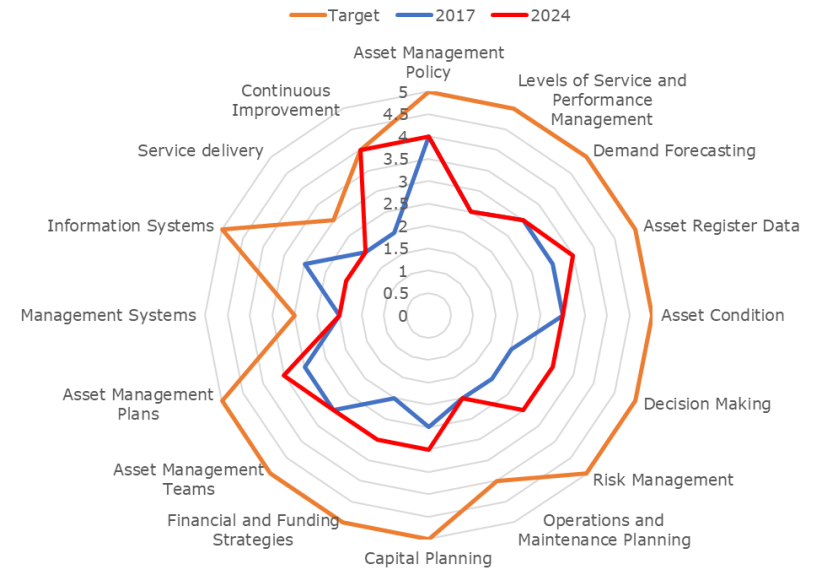 Target 2017 2024
Asset Management
Policy
Levels of Service and
Performance
Management
Demand Forecasting
Asset Register Data
Asset Condition
Decision Making
Risk Management
Operations and
Maintenance Planning
Capital Planning
Financial and Funding
Strategies
Asset Management
Teams
Asset Management
Plans
Management Systems
Information Systems
Service delivery
Continuous
Improvement
5
4.5
4
3.5
3
2.5
2
1.5
1
0.5
0